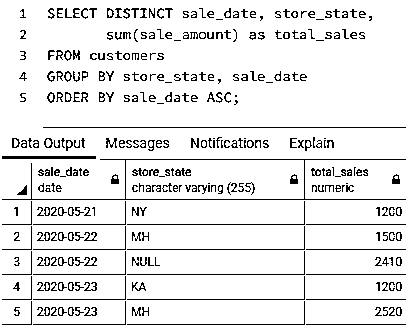 1 SELECT DISTINCT sale_date, store_state,
2 sum(sale_amount) as total_sales
3 FROM customers
4 GROUP BY store_state, sale_date
5 ORDER BY sale_date ASC;
Data Output Messages Notifications Explain
sale_date date store_state character varying (255) total_sales numeric
1 2020-05-21 NY 1200
2 2020-05-22 MH 1500
3 2020-05-22 NULL 2410
4 2020-05-23 KA 1200
5 2020-05-23 MH 2520